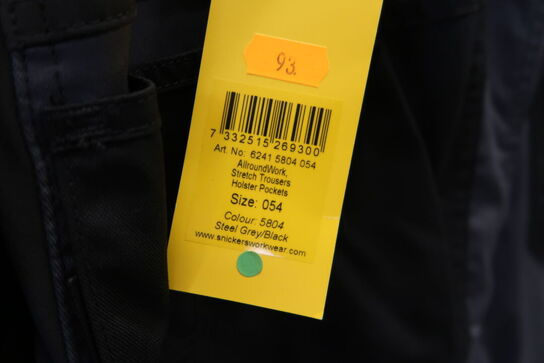 93.
7 332515 269300
Art. No: 6241 5804 054
AllroundWork,
Stretch Trousers
Holster Pockets
Size: 054
Colour: 5804
Steel Grey/Black
www.snickersworkwear.com